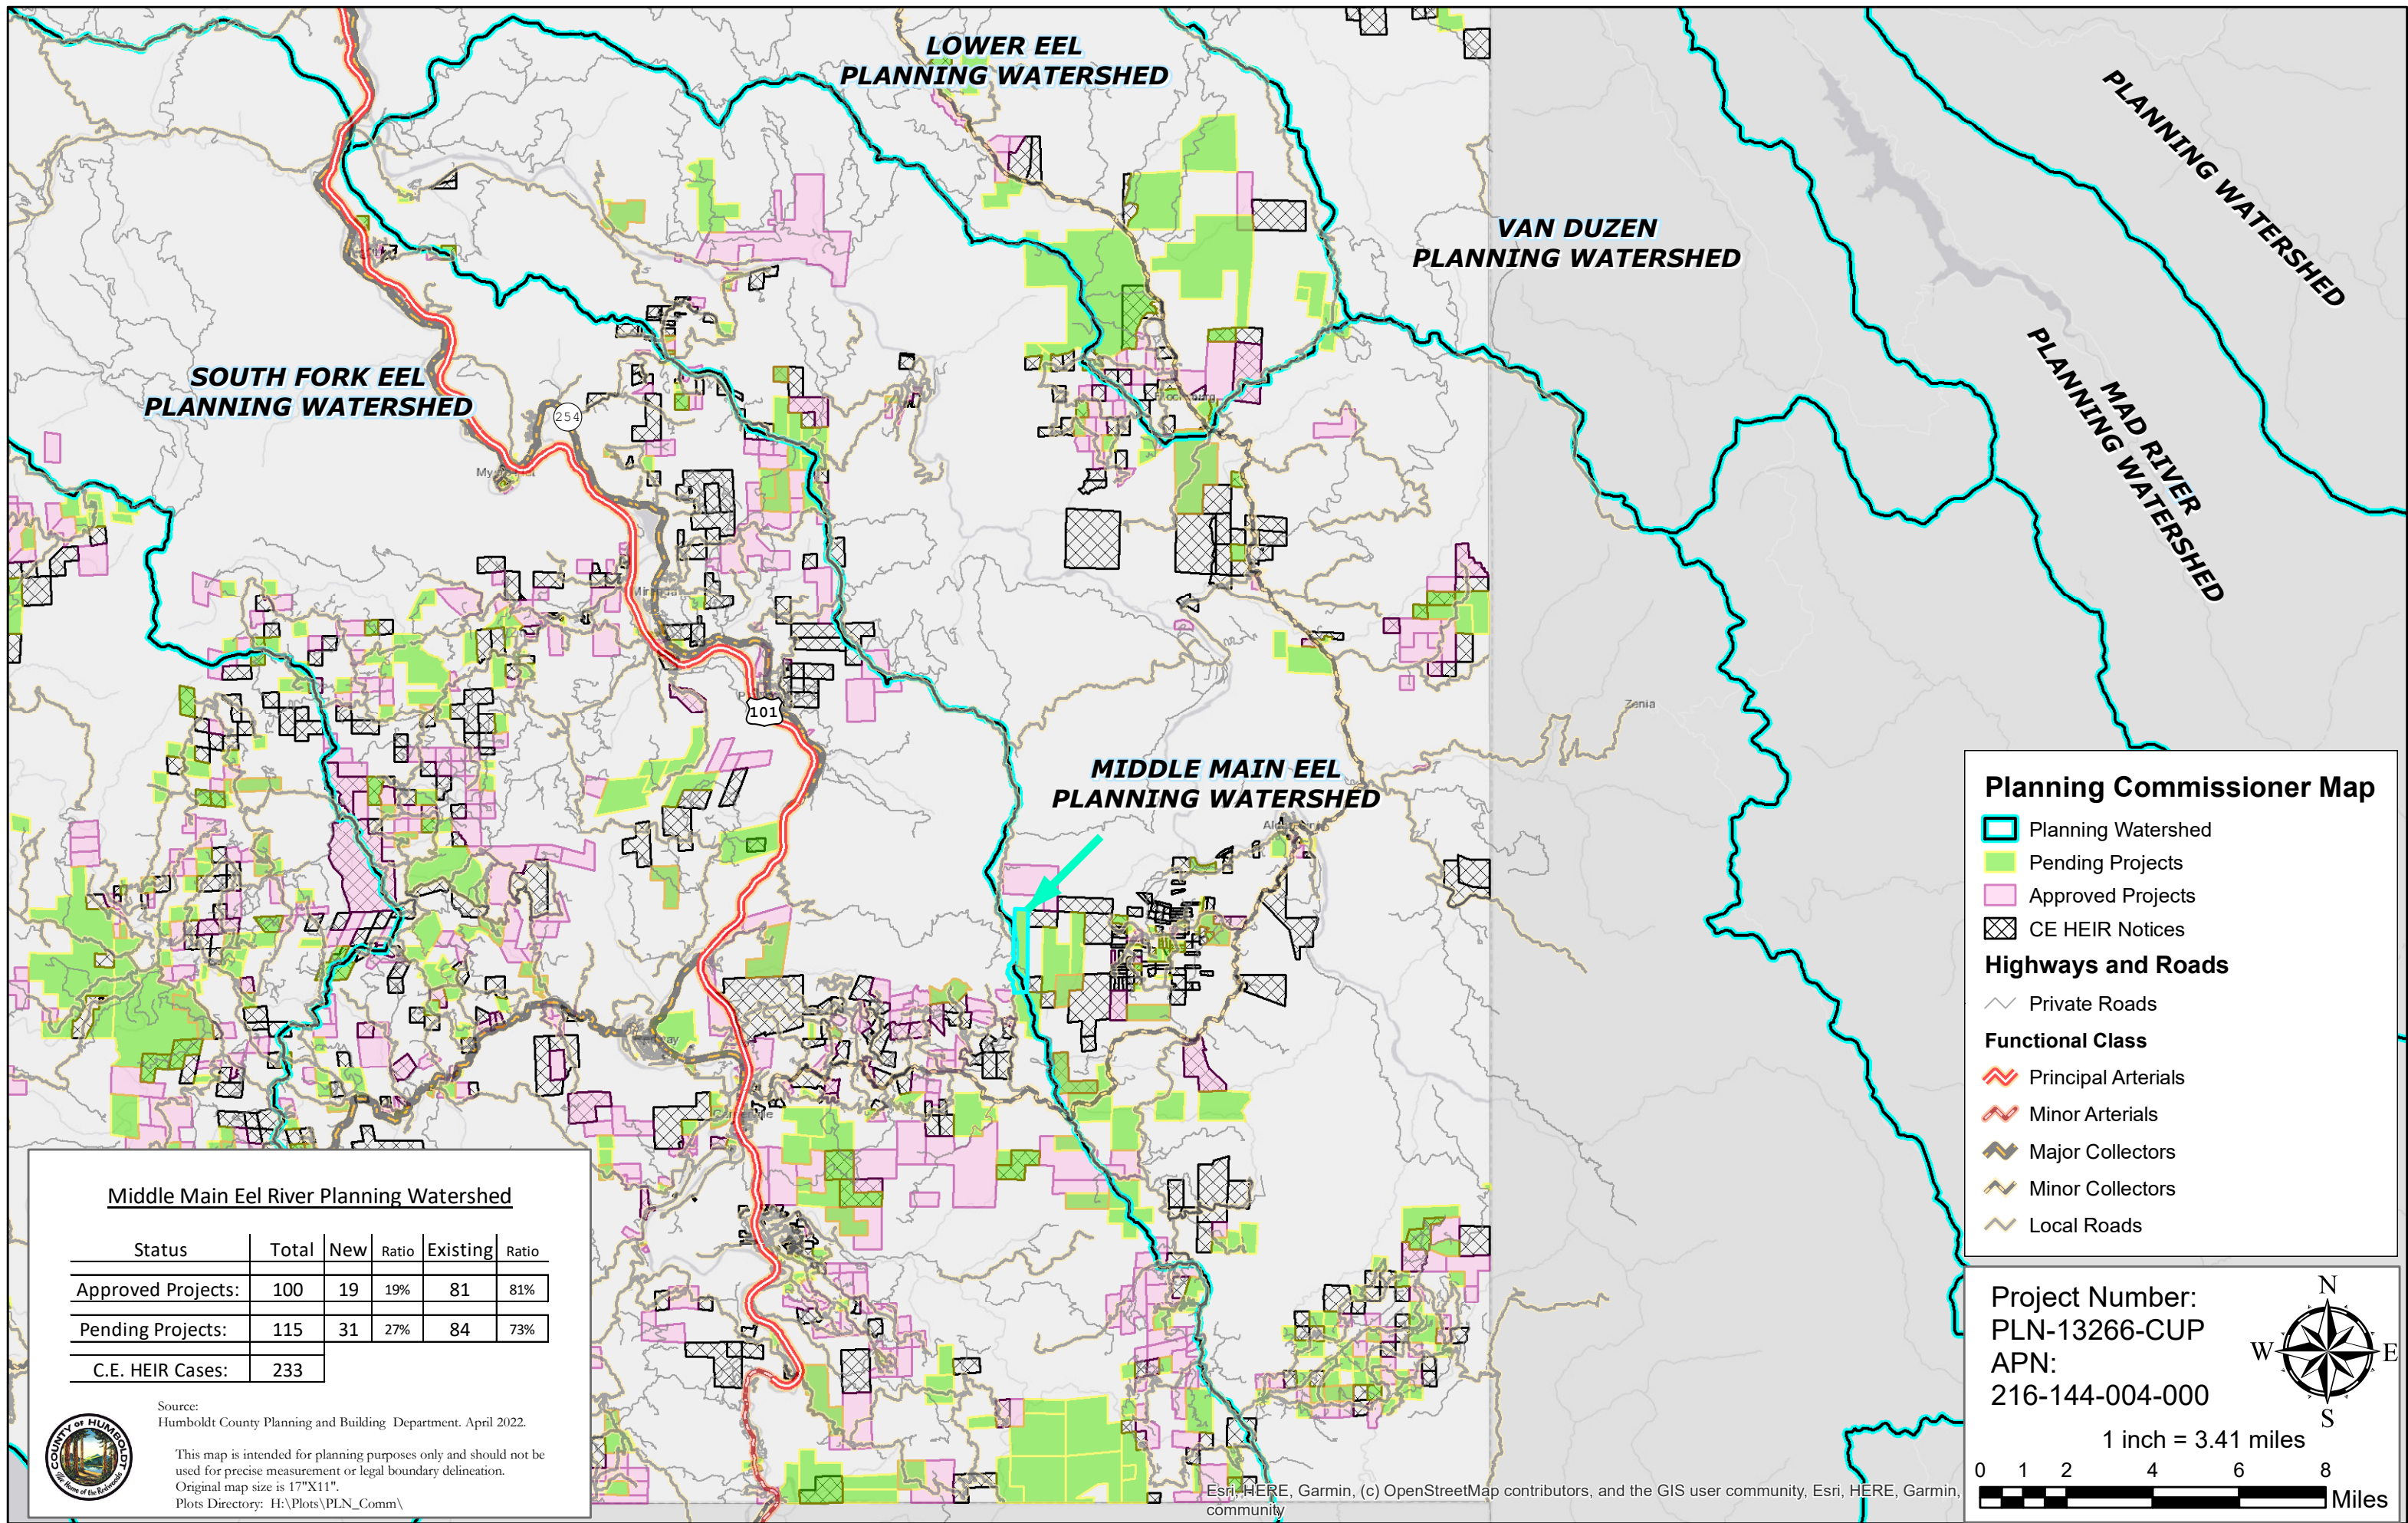 LOWER EEL
PLANNING WATERSHED
PLANNING WATERSHED
VAN DUZEN
PLANNING WATERSHED
MAD RIVER
PLANNING WATERSHED
SOUTH FORK EEL
PLANNING WATERSHED
254
101
Zenia
MIDDLE MAIN EEL
PLANNING WATERSHED
Planning Commissioner Map
Planning Watershed
Pending Projects
Approved Projects
CE HEIR Notices
Highways and Roads
Private Roads
Functional Class
Principal Arterials
Minor Arterials
Major Collectors
Minor Collectors
Local Roads
Middle Main Eel River Planning Watershed
Status Total New Ratio Existing Ratio
Approved Projects: 100 19 19% 81 81%
Pending Projects: 115 31 27% 84 73%
C.E. HEIR Cases: 233
Source:
Humboldt County Planning and Building Department. April 2022.
This map is intended for planning purposes only and should not be
used for precise measurement or legal boundary delineation.
Original map size is 17"X11".
Plots Directory: H:\Plots\PLN_Comm\
COUNTY OF HUMBOLDT
The Home of the Redwoods
Project Number:
PLN-13266-CUP
APN:
216-144-004-000
N
W E
S
1 inch = 3.41 miles
0 1 2 4 6 8
Miles
Esri, HERE, Garmin, (c) OpenStreetMap contributors, and the GIS user community, Esri, HERE, Garmin,
community